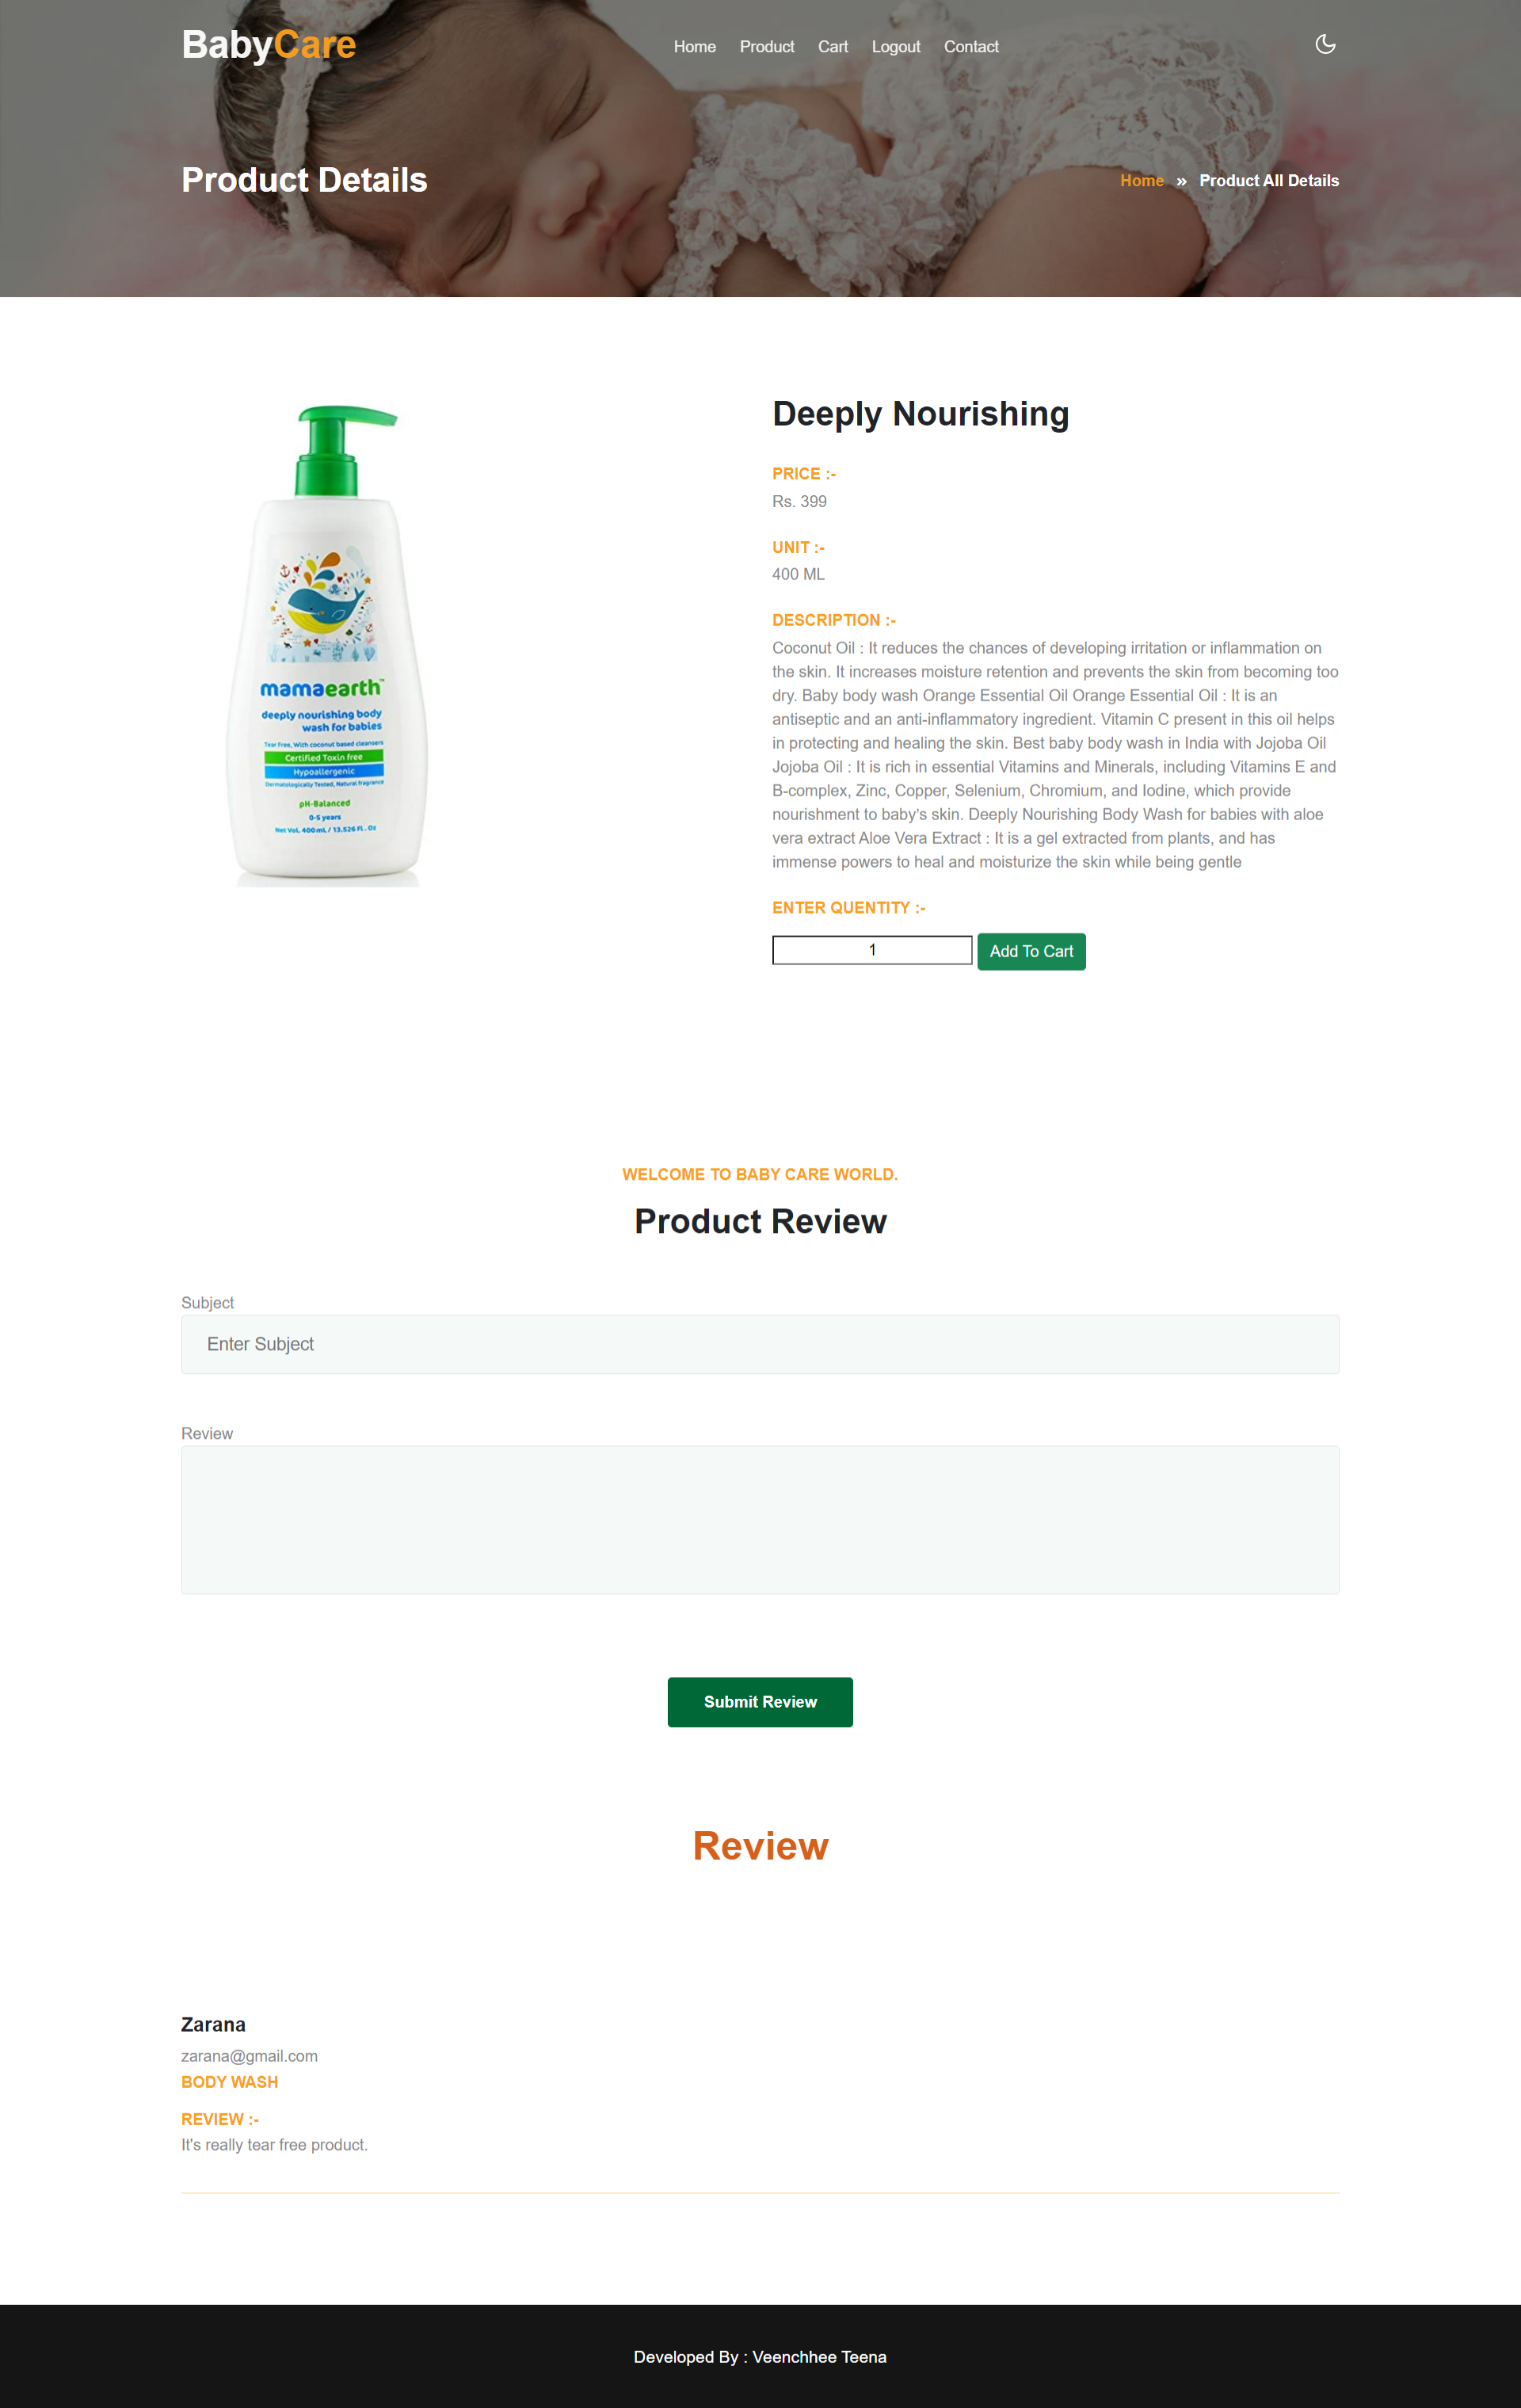 BabyCare
Home Product Cart Logout Contact
Product Details
Home » Product All Details
mamaearth™
deeply nourishing body
wash for babies
Tear Free, With coconut based cleansers
Certified Toxin free
Hypoallergenic
Dermatologically Tested, Natural fragrance
pH-Balanced
0-5 years
Net Vol. 400mL / 13.526 Fl. Oz
Deeply Nourishing
PRICE :-
Rs. 399
UNIT :-
400 ML
DESCRIPTION :-
Coconut Oil : It reduces the chances of developing irritation or inflammation on
the skin. It increases moisture retention and prevents the skin from becoming too
dry. Baby body wash Orange Essential Oil Orange Essential Oil : It is an
antiseptic and an anti-inflammatory ingredient. Vitamin C present in this oil helps
in protecting and healing the skin. Best baby body wash in India with Jojoba Oil
Jojoba Oil : It is rich in essential Vitamins and Minerals, including Vitamins E and
B-complex, Zinc, Copper, Selenium, Chromium, and Iodine, which provide
nourishment to baby's skin. Deeply Nourishing Body Wash for babies with aloe
vera extract Aloe Vera Extract : It is a gel extracted from plants, and has
immense powers to heal and moisturize the skin while being gentle
ENTER QUENTITY :-
1 Add To Cart
WELCOME TO BABY CARE WORLD.
Product Review
Subject
Enter Subject
Review
Submit Review
Review
Zarana
zarana@gmail.com
BODY WASH
REVIEW :-
It's really tear free product.
Developed By : Veenchhee Teena